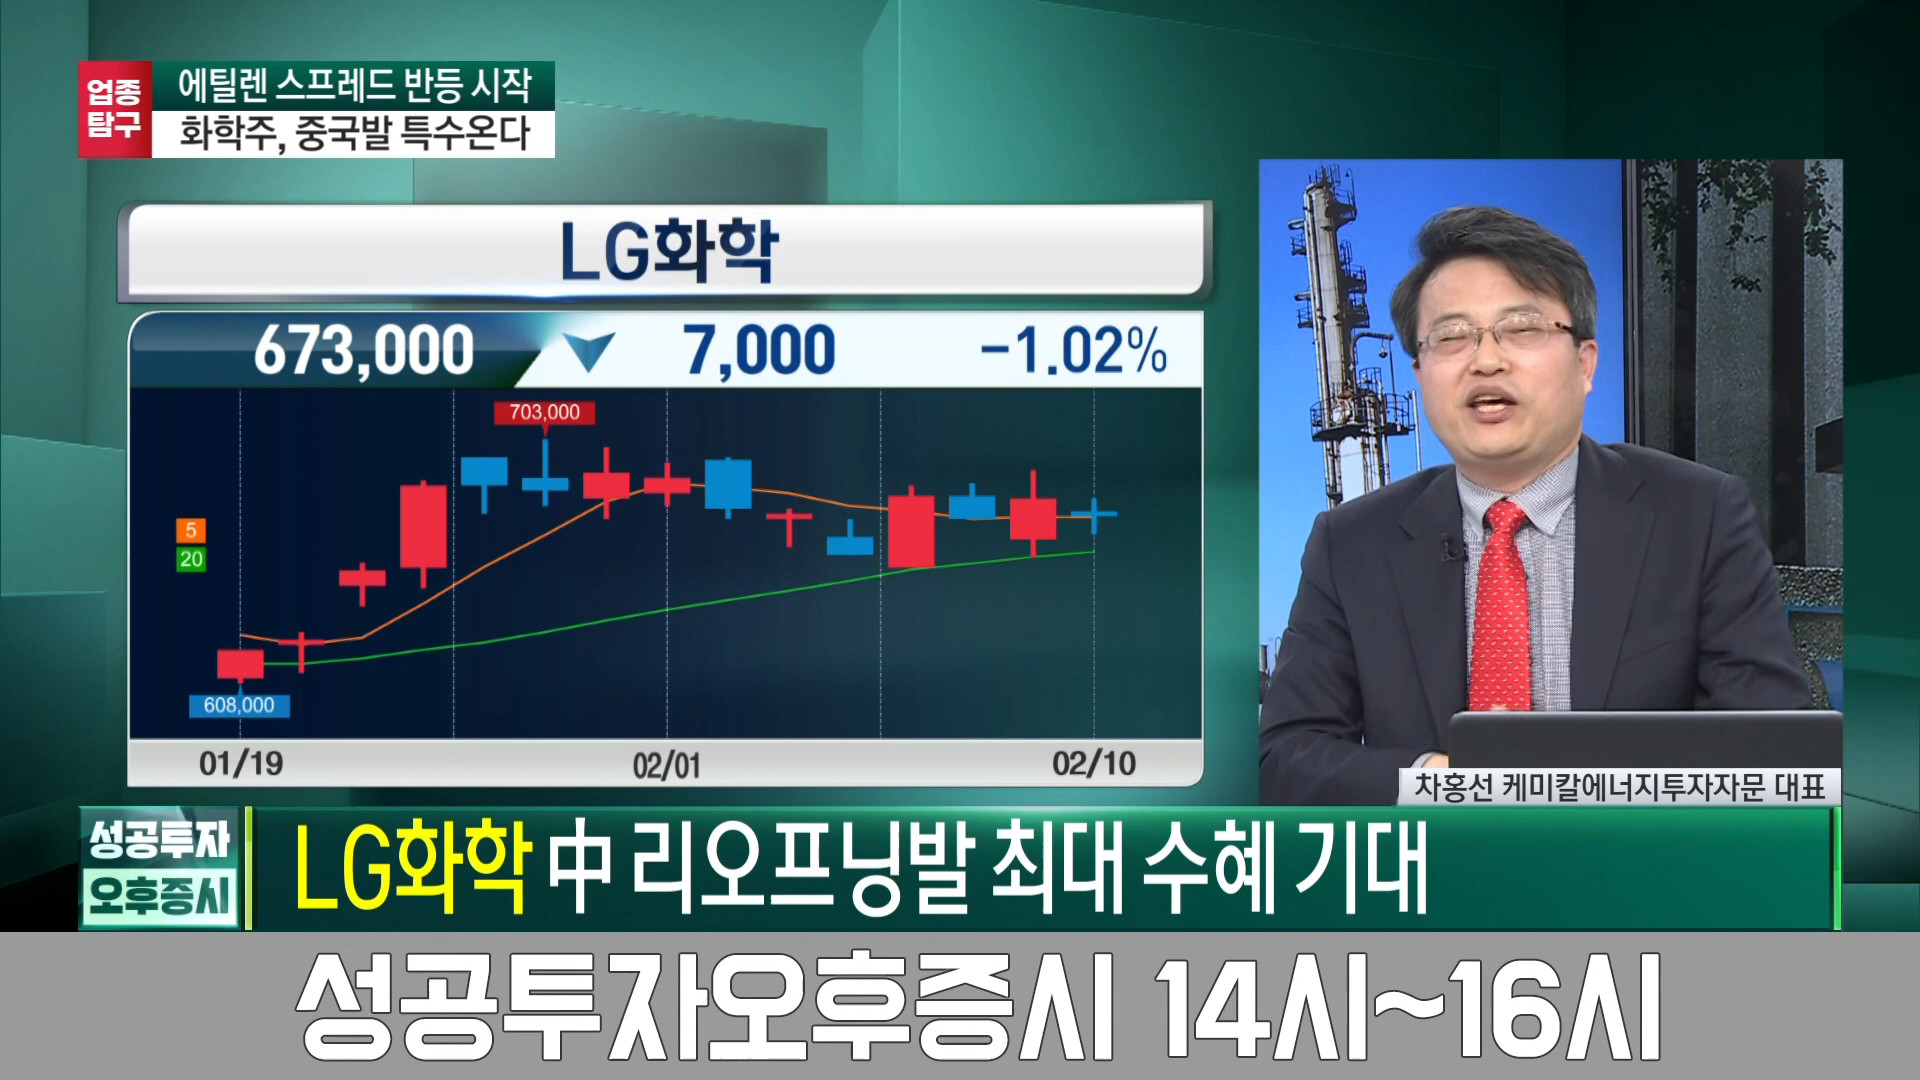 업종
탐구
에틸렌 스프레드 반등 시작
화학주, 중국발 특수온다
LG화학
673,000 ▼ 7,000 -1.02%
703,000
5
20
608,000
01/19 02/01 02/10
차홍선 케미칼에너지투자자문 대표
성공투자
오후증시
LG화학 中 리오프닝발 최대 수혜 기대
성공투자오후증시 14시~16시